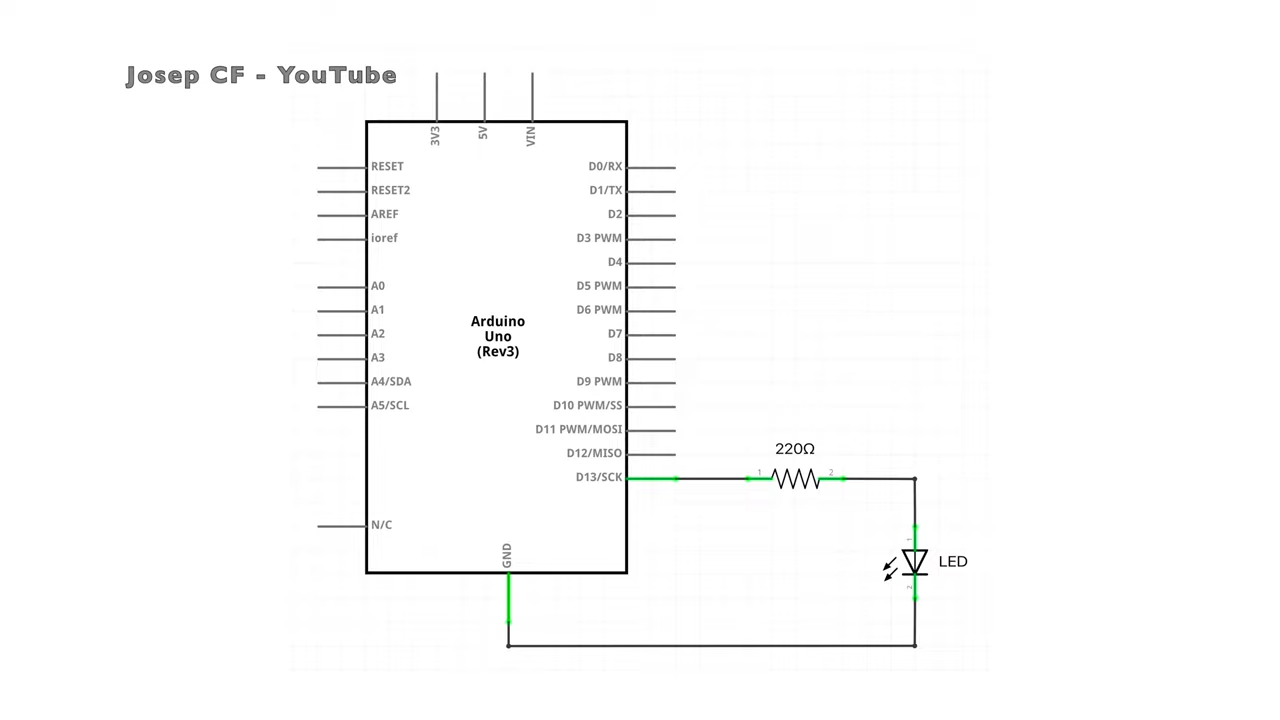 Josep CF - YouTube
3V3
5V
VIN
RESET
RESET2
AREF
ioref
A0
A1
A2
A3
A4/SDA
A5/SCL
N/C
Arduino
Uno
(Rev3)
D0/RX
D1/TX
D2
D3 PWM
D4
D5 PWM
D6 PWM
D7
D8
D9 PWM
D10 PWM/SS
D11 PWM/MOSI
D12/MISO
D13/SCK
GND
220Ω
1
2
1
LED
2